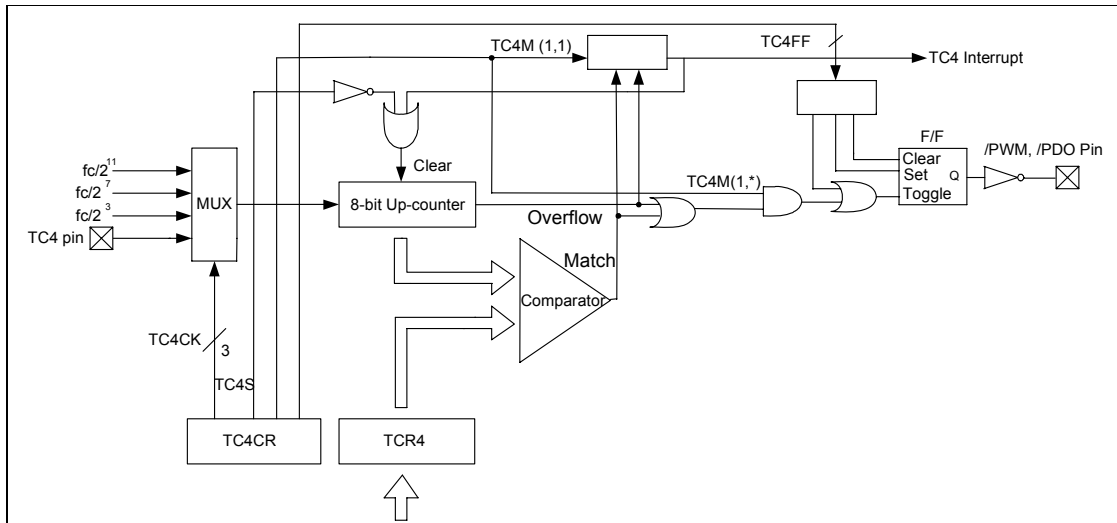 TC4M (1,1)
TC4FF
TC4 Interrupt
F/F
/PWM, /PDO Pin
Clear
Set
Q
Toggle
Clear
fc/2^11
fc/2^7
fc/2^3
TC4 pin
MUX
8-bit Up-counter
TC4M(1,*)
Overflow
Match
Comparator
TC4CK
3
TC4S
TC4CR
TCR4